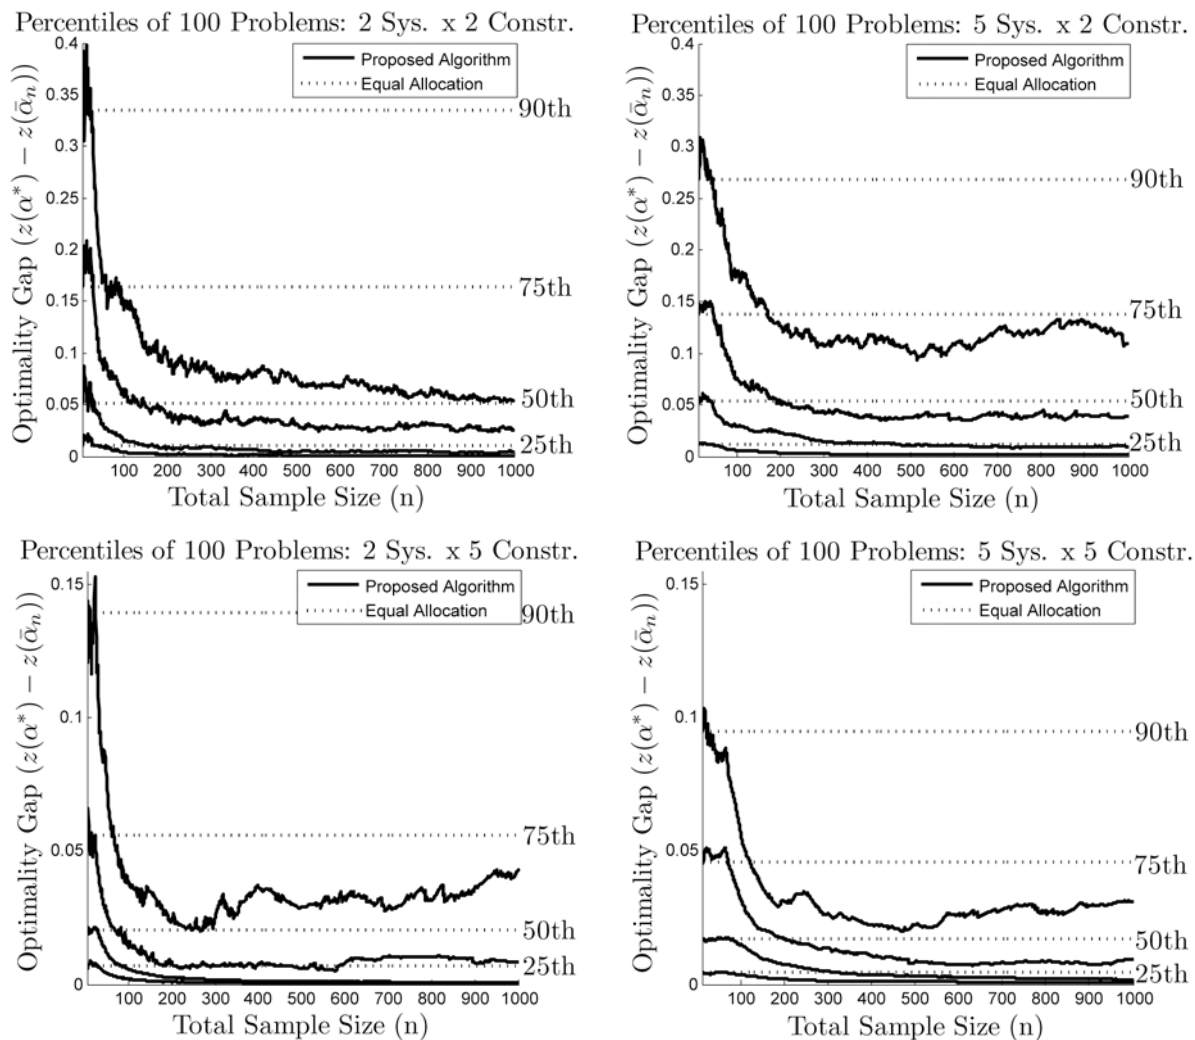 Percentiles of 100 Problems: 2 Sys. x 2 Constr.
Optimality Gap (z(α*) − z(ᾱₙ))
0.4
0.35
0.3
0.25
0.2
0.15
0.1
0.05
0
Proposed Algorithm
Equal Allocation
90th
75th
50th
25th
100 200 300 400 500 600 700 800 900 1000
Total Sample Size (n)
Percentiles of 100 Problems: 5 Sys. x 2 Constr.
Optimality Gap (z(α*) − z(ᾱₙ))
0.4
0.35
0.3
0.25
0.2
0.15
0.1
0.05
0
Proposed Algorithm
Equal Allocation
90th
75th
50th
25th
100 200 300 400 500 600 700 800 900 1000
Total Sample Size (n)
Percentiles of 100 Problems: 2 Sys. x 5 Constr.
Optimality Gap (z(α*) − z(ᾱₙ))
0.15
0.1
0.05
0
Proposed Algorithm
Equal Allocation
90th
75th
50th
25th
100 200 300 400 500 600 700 800 900 1000
Total Sample Size (n)
Percentiles of 100 Problems: 5 Sys. x 5 Constr.
Optimality Gap (z(α*) − z(ᾱₙ))
0.15
0.1
0.05
0
Proposed Algorithm
Equal Allocation
90th
75th
50th
25th
100 200 300 400 500 600 700 800 900 1000
Total Sample Size (n)